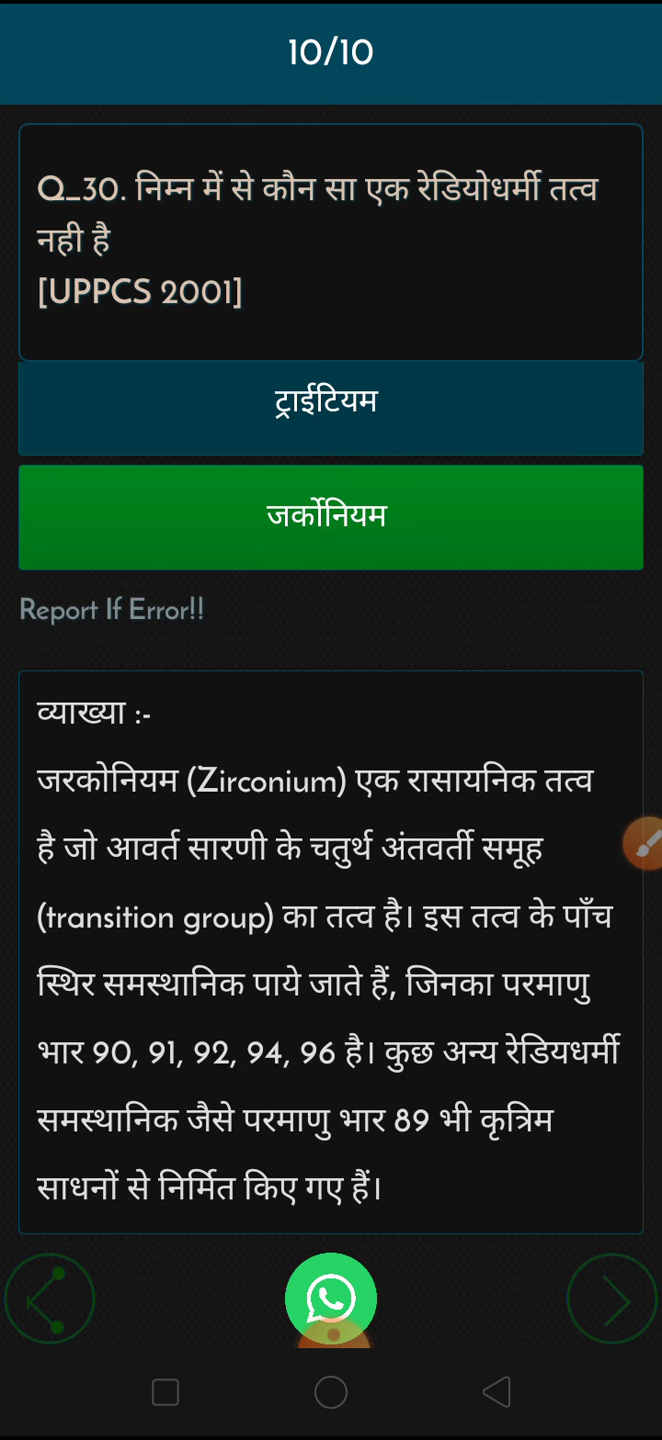 10/10
Q_30. निम्न में से कौन सा एक रेडियोधर्मी तत्व
नही है
[UPPCS 2001]
ट्राईटियम
जर्कोनियम
Report If Error!!
व्याख्या :-
जरकोनियम (Zirconium) एक रासायनिक तत्व
है जो आवर्त सारणी के चतुर्थ अंतवर्ती समूह
(transition group) का तत्व है। इस तत्व के पाँच
स्थिर समस्थानिक पाये जाते हैं, जिनका परमाणु
भार 90, 91, 92, 94, 96 है। कुछ अन्य रेडियधर्मी
समस्थानिक जैसे परमाणु भार 89 भी कृत्रिम
साधनों से निर्मित किए गए हैं।